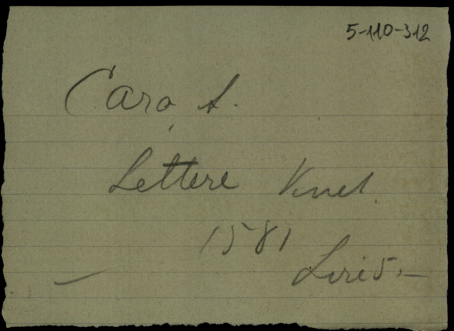 5-110-312
Caro A.
Lettere Venet.
1581
Lire 5.-